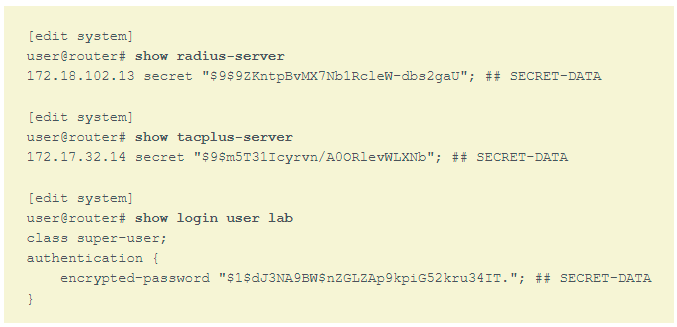 [edit system]
user@router# show radius-server
172.18.102.13 secret "$9$9ZKntpBvMX7Nb1RcleW-dbs2gaU"; ## SECRET-DATA
[edit system]
user@router# show tacplus-server
172.17.32.14 secret "$9$m5T31Icyrvn/A0ORlevWLXNb"; ## SECRET-DATA
[edit system]
user@router# show login user lab
class super-user;
authentication {
encrypted-password "$1$dJ3NA9BW$nZGLZAp9kpiG52kru34IT."; ## SECRET-DATA
}